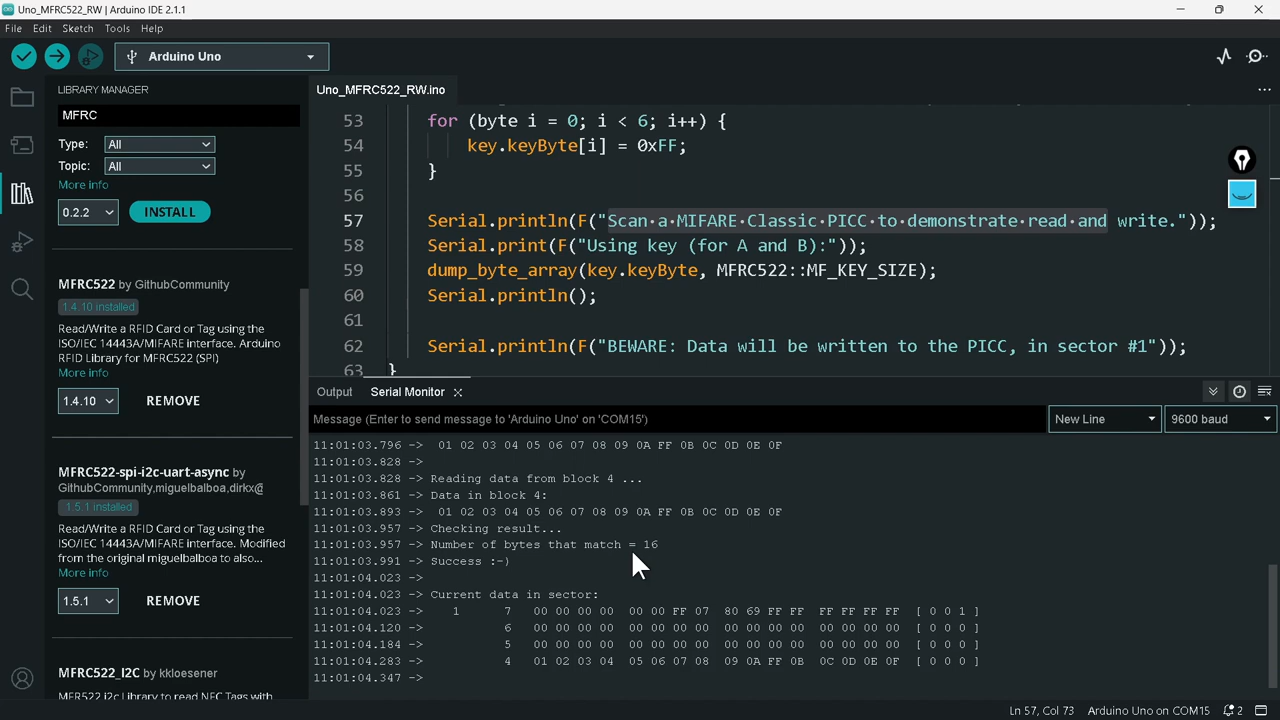 Uno_MFRC522_RW | Arduino IDE 2.1.1
File Edit Sketch Tools Help
Arduino Uno
LIBRARY MANAGER
MFRC
Type: All
Topic: All
More info
0.2.2 INSTALL
MFRC522 by GithubCommunity
1.4.10 installed
Read/Write a RFID Card or Tag using the
ISO/IEC 14443A/MIFARE interface. Arduino
RFID Library for MFRC522 (SPI)
More info
1.4.10 REMOVE
MFRC522-spi-i2c-uart-async by
GithubCommunity,miguelbalboa,dirkx@
1.5.1 installed
Read/Write a RFID Card or Tag using the
ISO/IEC 14443A/MIFARE interface. Modified
from the original miguelbalboa to also...
More info
1.5.1 REMOVE
MFRC522_I2C by kkloesener
MFR522 i2c Library to read NFC Tags with
Uno_MFRC522_RW.ino
53 for (byte i = 0; i < 6; i++) {
54 key.keyByte[i] = 0xFF;
55 }
56
57 Serial.println(F("Scan·a·MIFARE·Classic·PICC·to·demonstrate·read·and write."));
58 Serial.print(F("Using key (for A and B):"));
59 dump_byte_array(key.keyByte, MFRC522::MF_KEY_SIZE);
60 Serial.println();
61
62 Serial.println(F("BEWARE: Data will be written to the PICC, in sector #1"));
63 }
Output Serial Monitor
Message (Enter to send message to 'Arduino Uno' on 'COM15') New Line 9600 baud
11:01:03.796 -> 01 02 03 04 05 06 07 08 09 0A FF 0B 0C 0D 0E 0F
11:01:03.828 ->
11:01:03.828 -> Reading data from block 4 ...
11:01:03.861 -> Data in block 4:
11:01:03.893 -> 01 02 03 04 05 06 07 08 09 0A FF 0B 0C 0D 0E 0F
11:01:03.957 -> Checking result...
11:01:03.957 -> Number of bytes that match = 16
11:01:03.991 -> Success :-)
11:01:04.023 ->
11:01:04.023 -> Current data in sector:
11:01:04.023 -> 1 7 00 00 00 00 00 00 FF 07 80 69 FF FF FF FF FF FF [ 0 0 1 ]
11:01:04.120 -> 6 00 00 00 00 00 00 00 00 00 00 00 00 00 00 00 00 [ 0 0 0 ]
11:01:04.184 -> 5 00 00 00 00 00 00 00 00 00 00 00 00 00 00 00 00 [ 0 0 0 ]
11:01:04.283 -> 4 01 02 03 04 05 06 07 08 09 0A FF 0B 0C 0D 0E 0F [ 0 0 0 ]
11:01:04.347 ->
Ln 57, Col 73 Arduino Uno on COM15 2